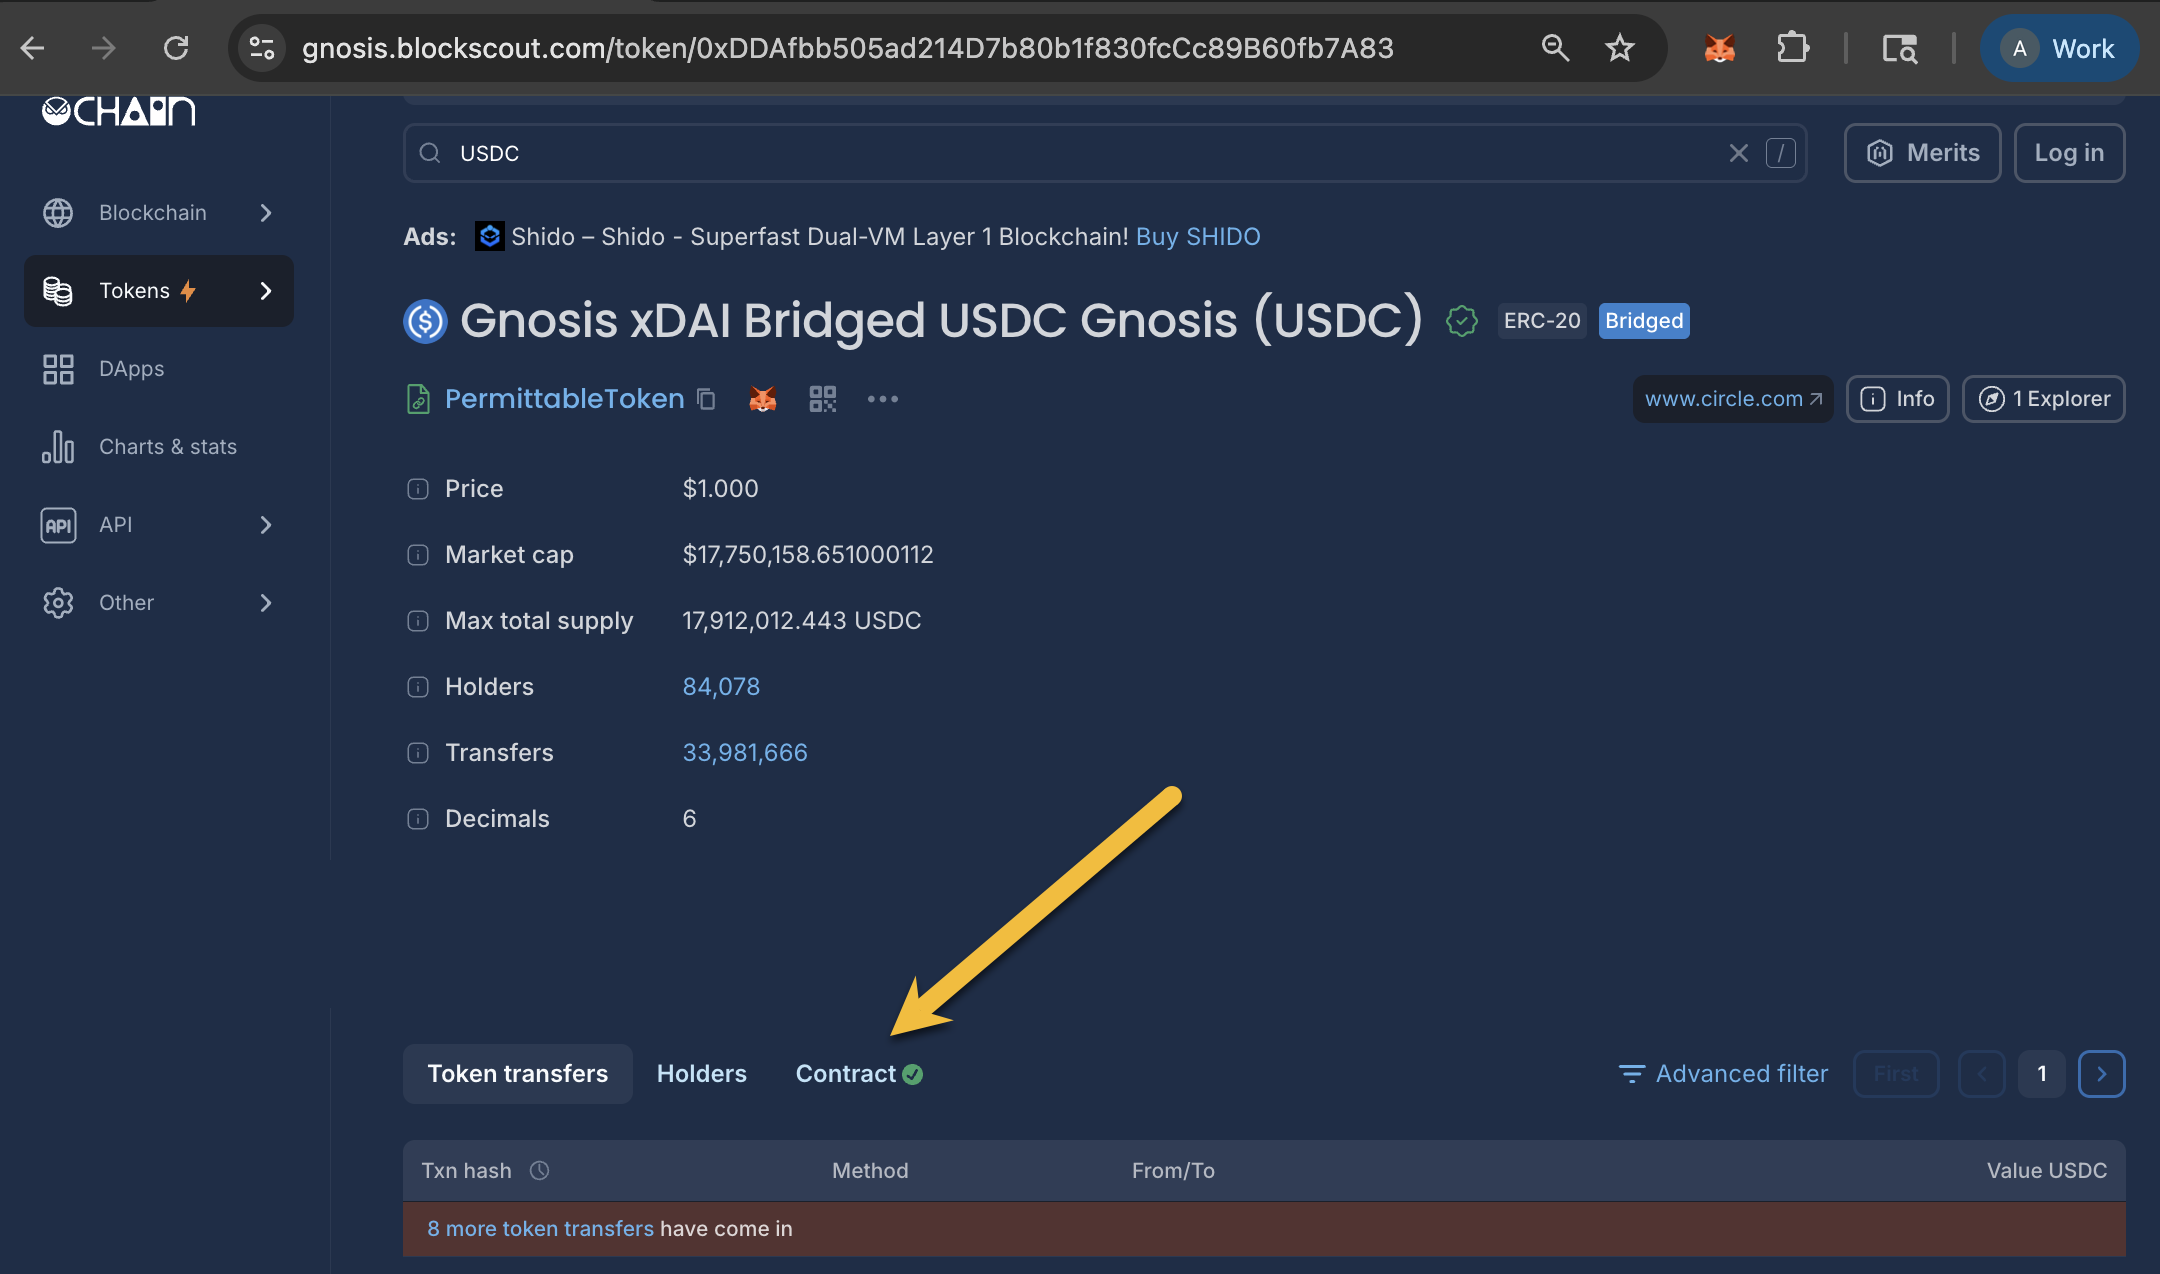 gnosis.blockscout.com/token/0xDDAfbb505ad214D7b80b1f830fcCc89B60fb7A83
A Work
CHAIN
USDC
/
Merits
Log in
Blockchain
Tokens
DApps
Charts & stats
API API
Other
Ads: Shido – Shido - Superfast Dual-VM Layer 1 Blockchain! Buy SHIDO
Gnosis xDAI Bridged USDC Gnosis (USDC) ERC-20 Bridged
PermittableToken
www.circle.com
Info
1 Explorer
Price $1.000
Market cap $17,750,158.651000112
Max total supply 17,912,012.443 USDC
Holders 84,078
Transfers 33,981,666
Decimals 6
Token transfers Holders Contract
Advanced filter First 1
Txn hash Method From/To Value USDC
8 more token transfers have come in